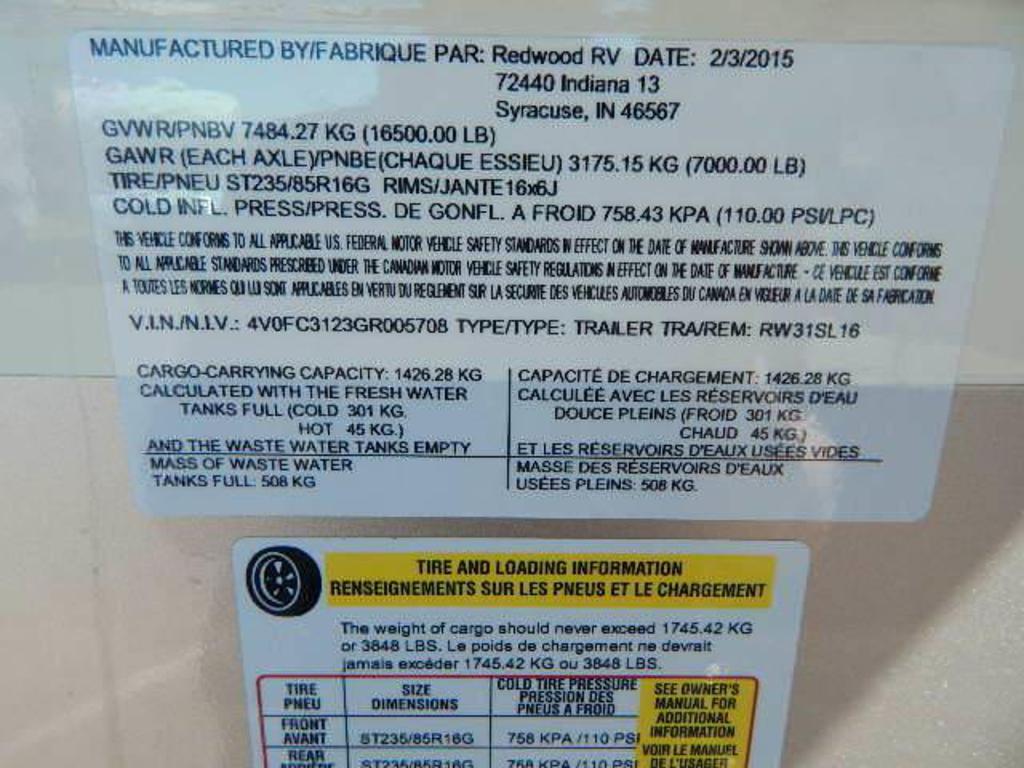 MANUFACTURED BY/FABRIQUE PAR: Redwood RV DATE: 2/3/2015
72440 Indiana 13
Syracuse, IN 46567
GVWR/PNBV 7484.27 KG (16500.00 LB)
GAWR (EACH AXLE)/PNBE(CHAQUE ESSIEU) 3175.15 KG (7000.00 LB)
TIRE/PNEU ST235/85R16G RIMS/JANTE 16x6J
COLD INFL. PRESS/PRESS. DE GONFL. A FROID 758.43 KPA (110.00 PSI/LPC)
THIS VEHICLE CONFORMS TO ALL APPLICABLE U.S. FEDERAL MOTOR VEHICLE SAFETY STANDARDS IN EFFECT ON THE DATE OF MANUFACTURE SHOWN ABOVE. THIS VEHICLE CONFORMS
TO ALL APPLICABLE STANDARDS PRESCRIBED UNDER THE CANADIAN MOTOR VEHICLE SAFETY REGULATIONS IN EFFECT ON THE DATE OF MANUFACTURE - CE VEHICULE EST CONFORME
A TOUTES LES NORMES QUI LUI SONT APPLICABLES EN VERTU DU REGLEMENT SUR LA SECURITE DES VEHICULES AUTOMOBILES DU CANADA EN VIGUEUR A LA DATE DE SA FABRICATION.
V.I.N./N.I.V.: 4V0FC3123GR005708 TYPE/TYPE: TRAILER TRA/REM: RW31SL16
CARGO-CARRYING CAPACITY: 1426.28 KG
CALCULATED WITH THE FRESH WATER
TANKS FULL (COLD 301 KG.
HOT 45 KG.)
AND THE WASTE WATER TANKS EMPTY
MASS OF WASTE WATER
TANKS FULL: 508 KG
CAPACITÉ DE CHARGEMENT: 1426.28 KG
CALCULÉE AVEC LES RÉSERVOIRS D'EAU
DOUCE PLEINS (FROID 301 KG.
CHAUD 45 KG.)
ET LES RÉSERVOIRS D'EAUX USÉES VIDES
MASSE DES RÉSERVOIRS D'EAUX
USÉES PLEINS: 508 KG.
TIRE AND LOADING INFORMATION
RENSEIGNEMENTS SUR LES PNEUS ET LE CHARGEMENT
The weight of cargo should never exceed 1745.42 KG
or 3848 LBS. Le poids de chargement ne devrait
jamais excéder 1745.42 KG ou 3848 LBS.
TIRE
PNEU
SIZE
DIMENSIONS
COLD TIRE PRESSURE
PRESSION DES
PNEUS A FROID
FRONT
AVANT
ST235/85R16G
758 KPA /110 PSI
REAR
ST235/85R16G
758 KPA /110 PSI
SEE OWNER'S
MANUAL FOR
ADDITIONAL
INFORMATION
VOIR LE MANUEL
DE L'USAGER